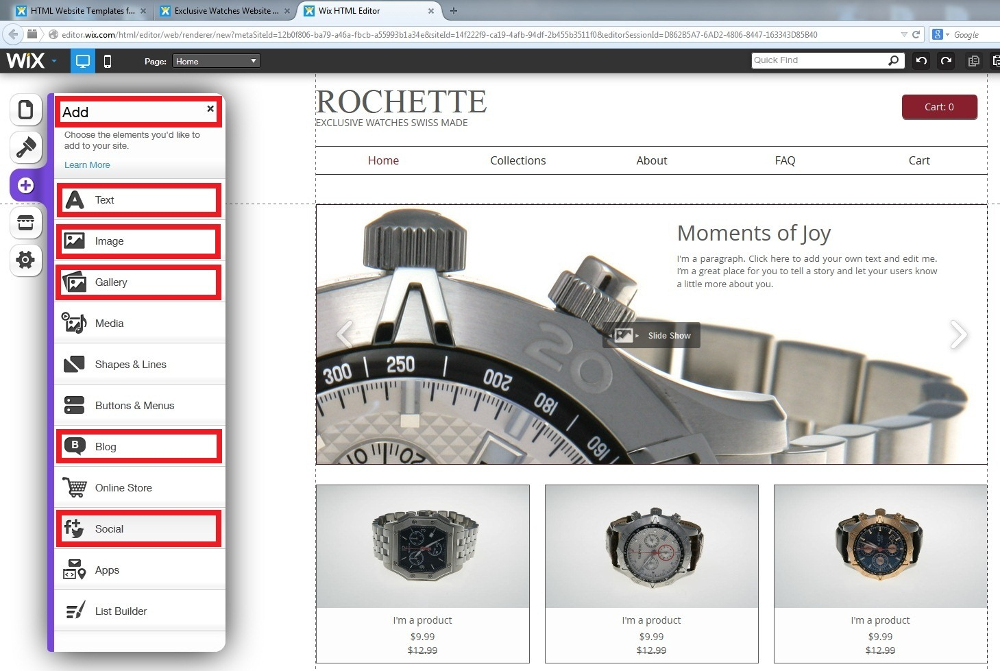 HTML Website Templates f... × Exclusive Watches Website ... × Wix HTML Editor × +
editor.wix.com/html/editor/web/renderer/new?metaSiteId=12b0f806-ba79-a46a-fbcb-a55993b1a34e&siteId=14f222f9-ca19-4afb-94df-2b455b3511f0&editorSessionId=D862B5A7-6AD2-4806-8447-163343D85B40
Google
WiX
Page: Home
Quick Find
Add
Choose the elements you'd like to
add to your site.
Learn More
Text
Image
Gallery
Media
Shapes & Lines
Buttons & Menus
B Blog
Online Store
Social
Apps
List Builder
ROCHETTE
EXCLUSIVE WATCHES SWISS MADE
Cart: 0
Home Collections About FAQ Cart
Moments of Joy
I'm a paragraph. Click here to add your own text and edit me.
I'm a great place for you to tell a story and let your users know
a little more about you.
Slide Show
20
300 250 200 180 160
I'm a product
$9.99
$12.99
I'm a product
$9.99
$12.99
I'm a product
$9.99
$12.99